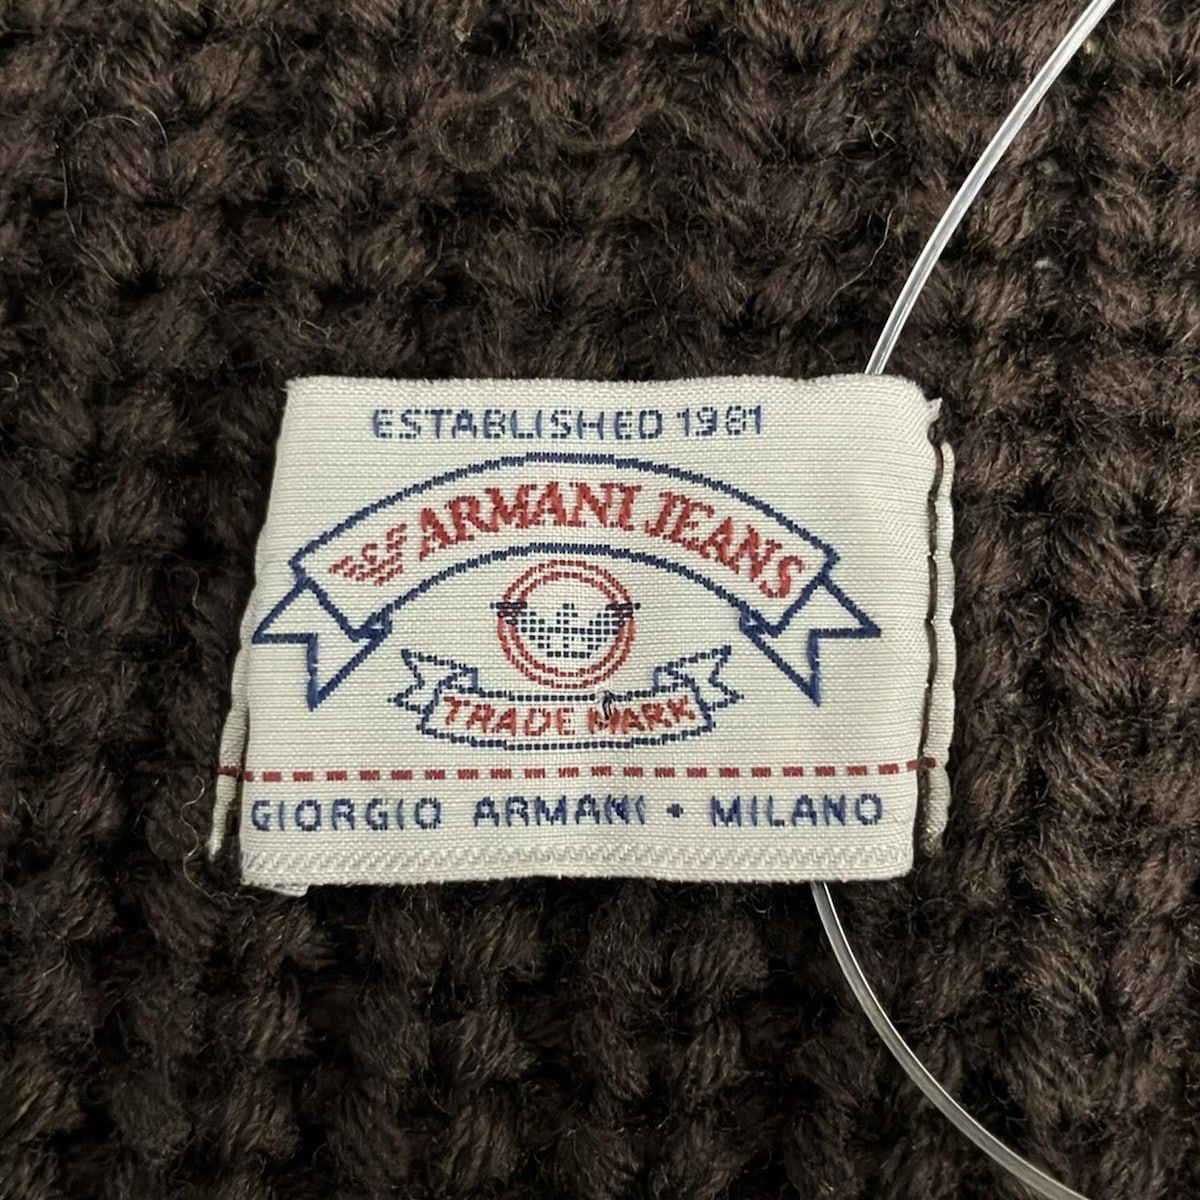 ESTABLISHED 1981
ARMANI JEANS
TRADE MARK
GIORGIO ARMANI • MILANO